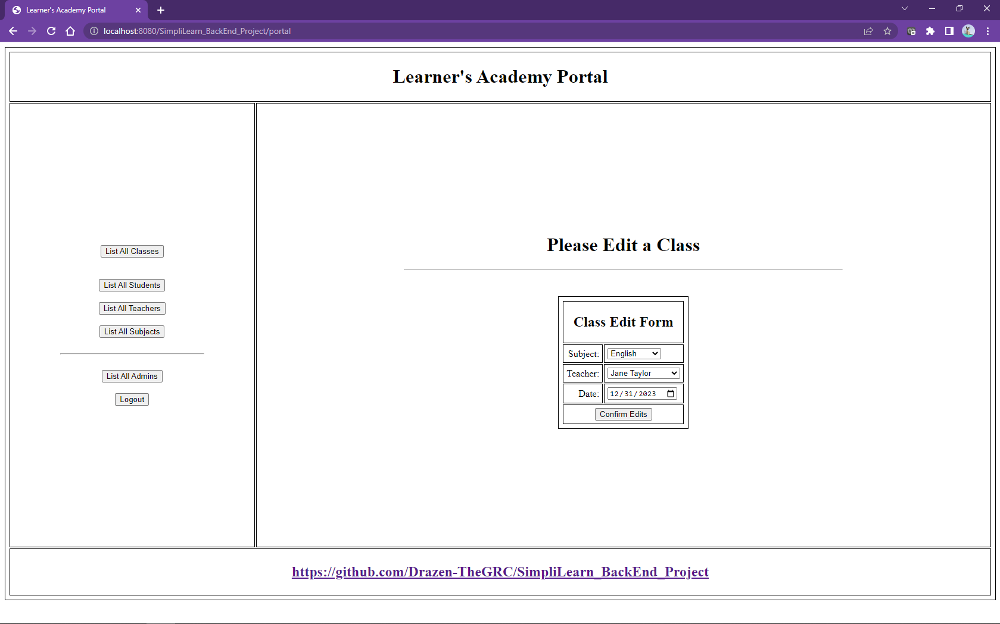 Learner's Academy Portal
localhost:8080/SimpliLearn_BackEnd_Project/portal
Learner's Academy Portal
List All Classes
List All Students
List All Teachers
List All Subjects
List All Admins
Logout
Please Edit a Class
Class Edit Form
Subject: English
Teacher: Jane Taylor
Date: 12/31/2023
Confirm Edits
https://github.com/Drazen-TheGRC/SimpliLearn_BackEnd_Project